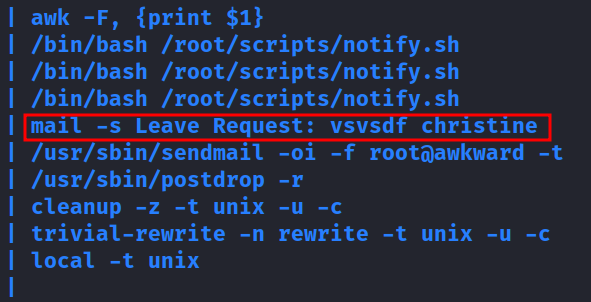 | awk -F, {print $1}
| /bin/bash /root/scripts/notify.sh
| /bin/bash /root/scripts/notify.sh
| /bin/bash /root/scripts/notify.sh
| mail -s Leave Request: vsvsdf christine
| /usr/sbin/sendmail -oi -f root@awkward -t
| /usr/sbin/postdrop -r
| cleanup -z -t unix -u -c
| trivial-rewrite -n rewrite -t unix -u -c
| local -t unix
|